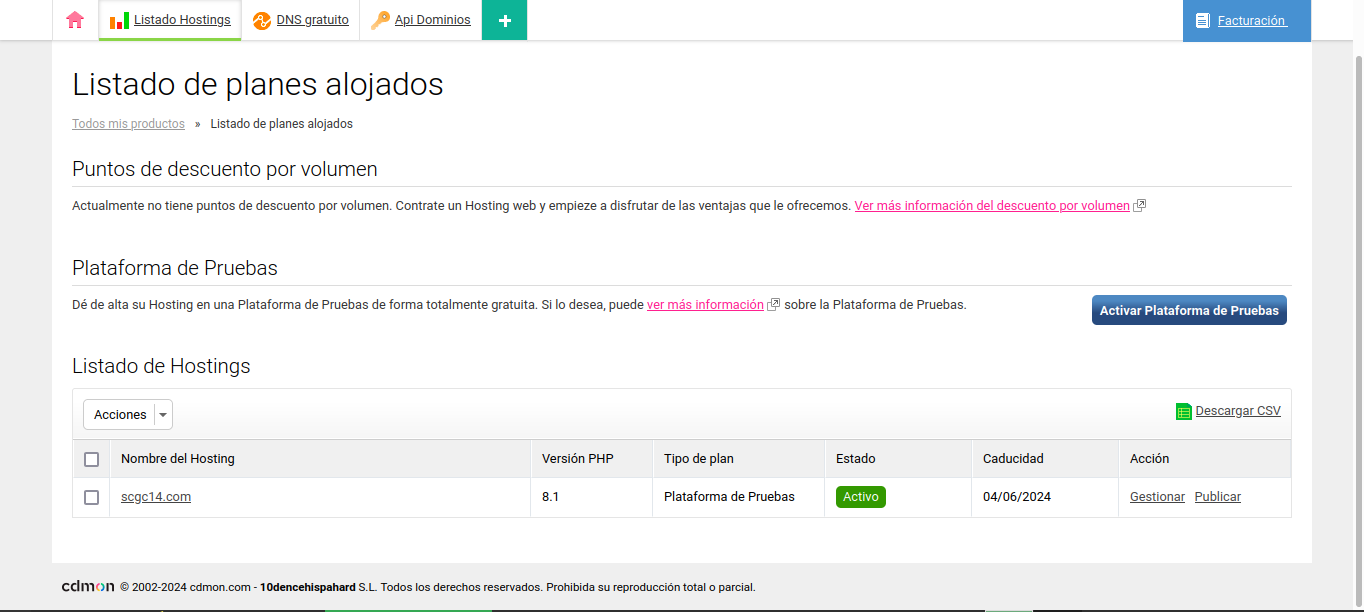 Listado Hostings DNS gratuito Api Dominios + Facturación
Listado de planes alojados
Todos mis productos » Listado de planes alojados
Puntos de descuento por volumen
Actualmente no tiene puntos de descuento por volumen. Contrate un Hosting web y empieze a disfrutar de las ventajas que le ofrecemos. Ver más información del descuento por volumen
Plataforma de Pruebas
Dé de alta su Hosting en una Plataforma de Pruebas de forma totalmente gratuita. Si lo desea, puede ver más información sobre la Plataforma de Pruebas.
Activar Plataforma de Pruebas
Listado de Hostings
Acciones Descargar CSV
Nombre del Hosting Versión PHP Tipo de plan Estado Caducidad Acción
scgc14.com 8.1 Plataforma de Pruebas Activo 04/06/2024 Gestionar Publicar
cdmon © 2002-2024 cdmon.com - 10dencehispahard S.L. Todos los derechos reservados. Prohibida su reproducción total o parcial.